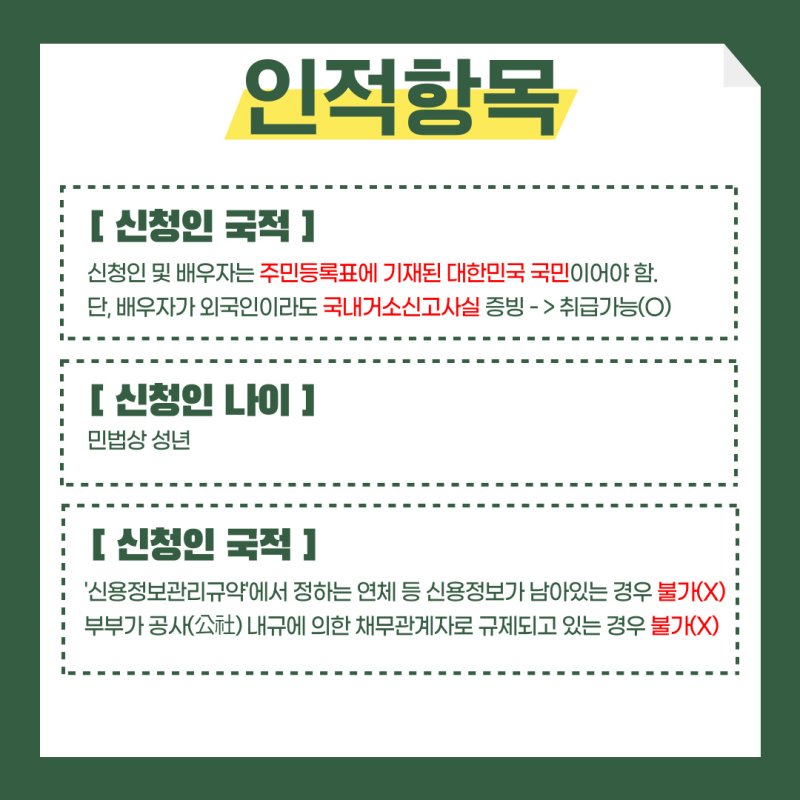 인적항목
[ 신청인 국적 ]
신청인 및 배우자는 주민등록표에 기재된 대한민국 국민이어야 함.
단, 배우자가 외국인이라도 국내거소신고사실 증빙 - > 취급가능(O)
[ 신청인 나이 ]
민법상 성년
[ 신청인 국적 ]
'신용정보관리규약'에서 정하는 연체 등 신용정보가 남아있는 경우 불가(X)
부부가 공사(公社) 내규에 의한 채무관계자로 규제되고 있는 경우 불가(X)